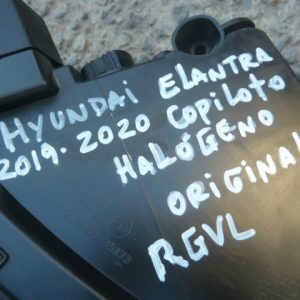 HYUNDAI ELANTRA
2019.2020 COPILOTO
HALÓGENO
ORIGINAL
RGVL